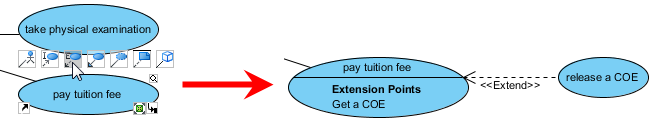 take physical examination
pay tuition fee
pay tuition fee
Extension Points
Get a COE
<<Extend>>
release a COE